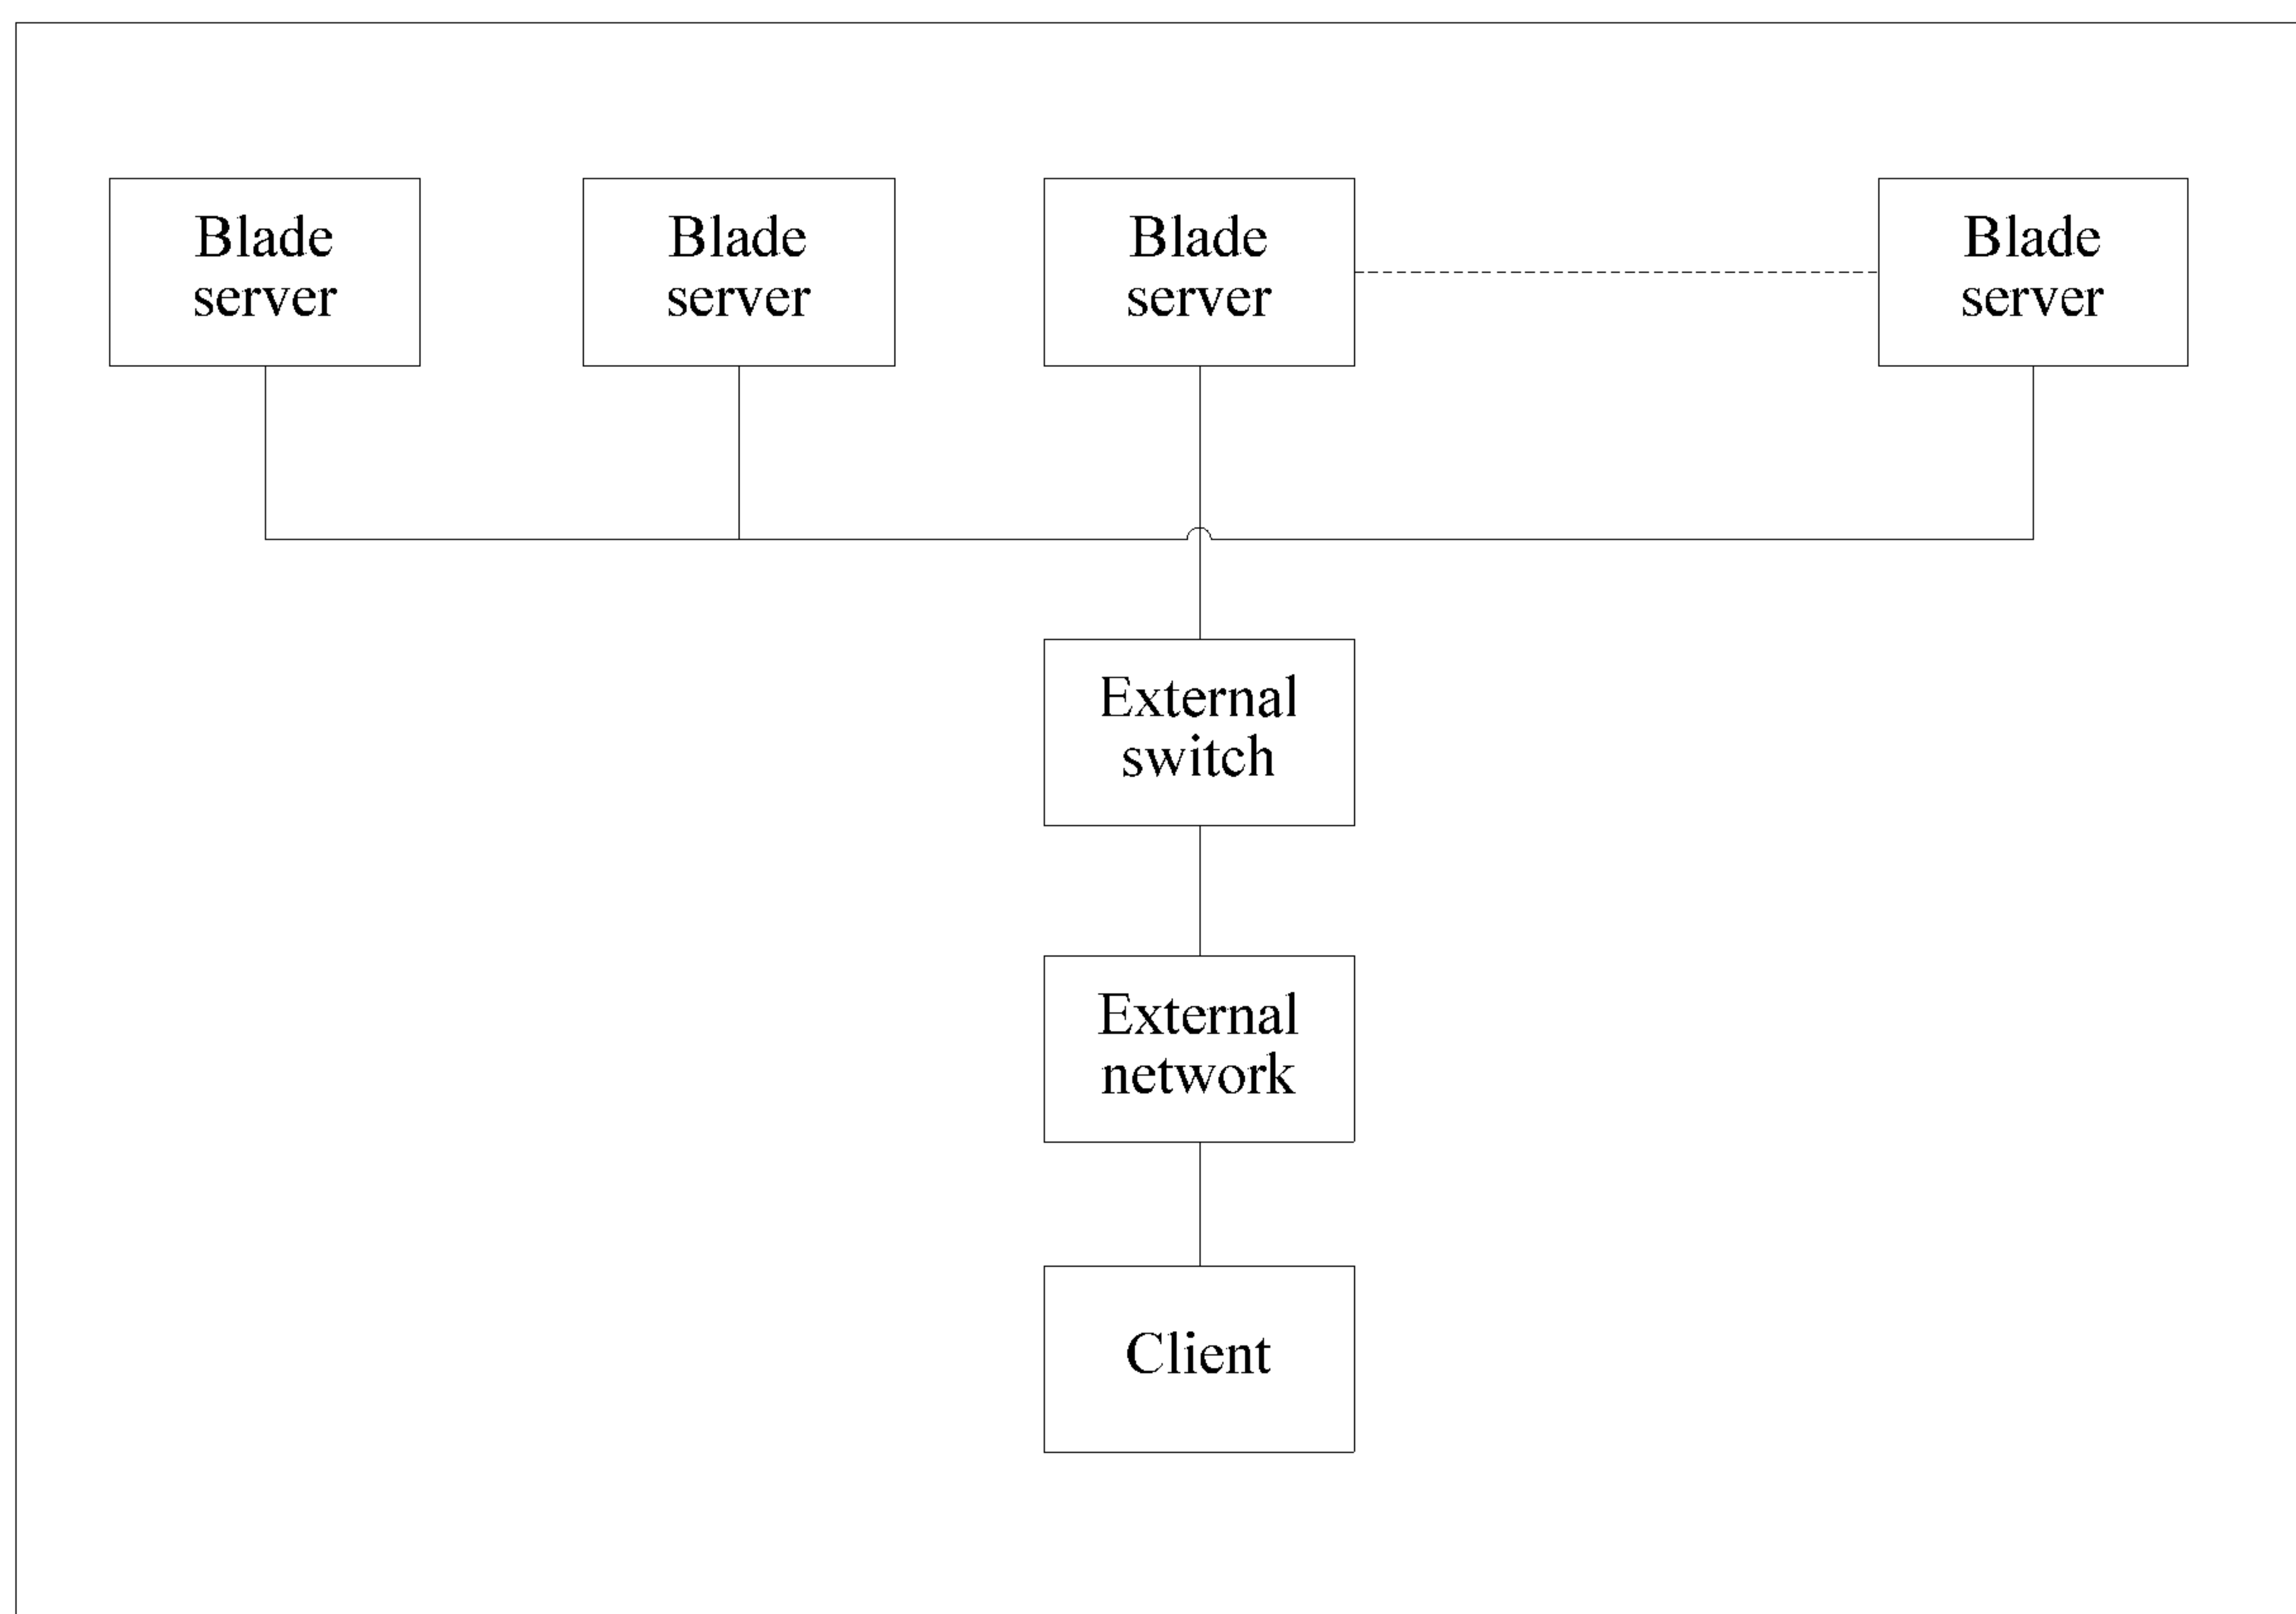 Blade
server
Blade
server
Blade
server
Blade
server
External
switch
External
network
Client